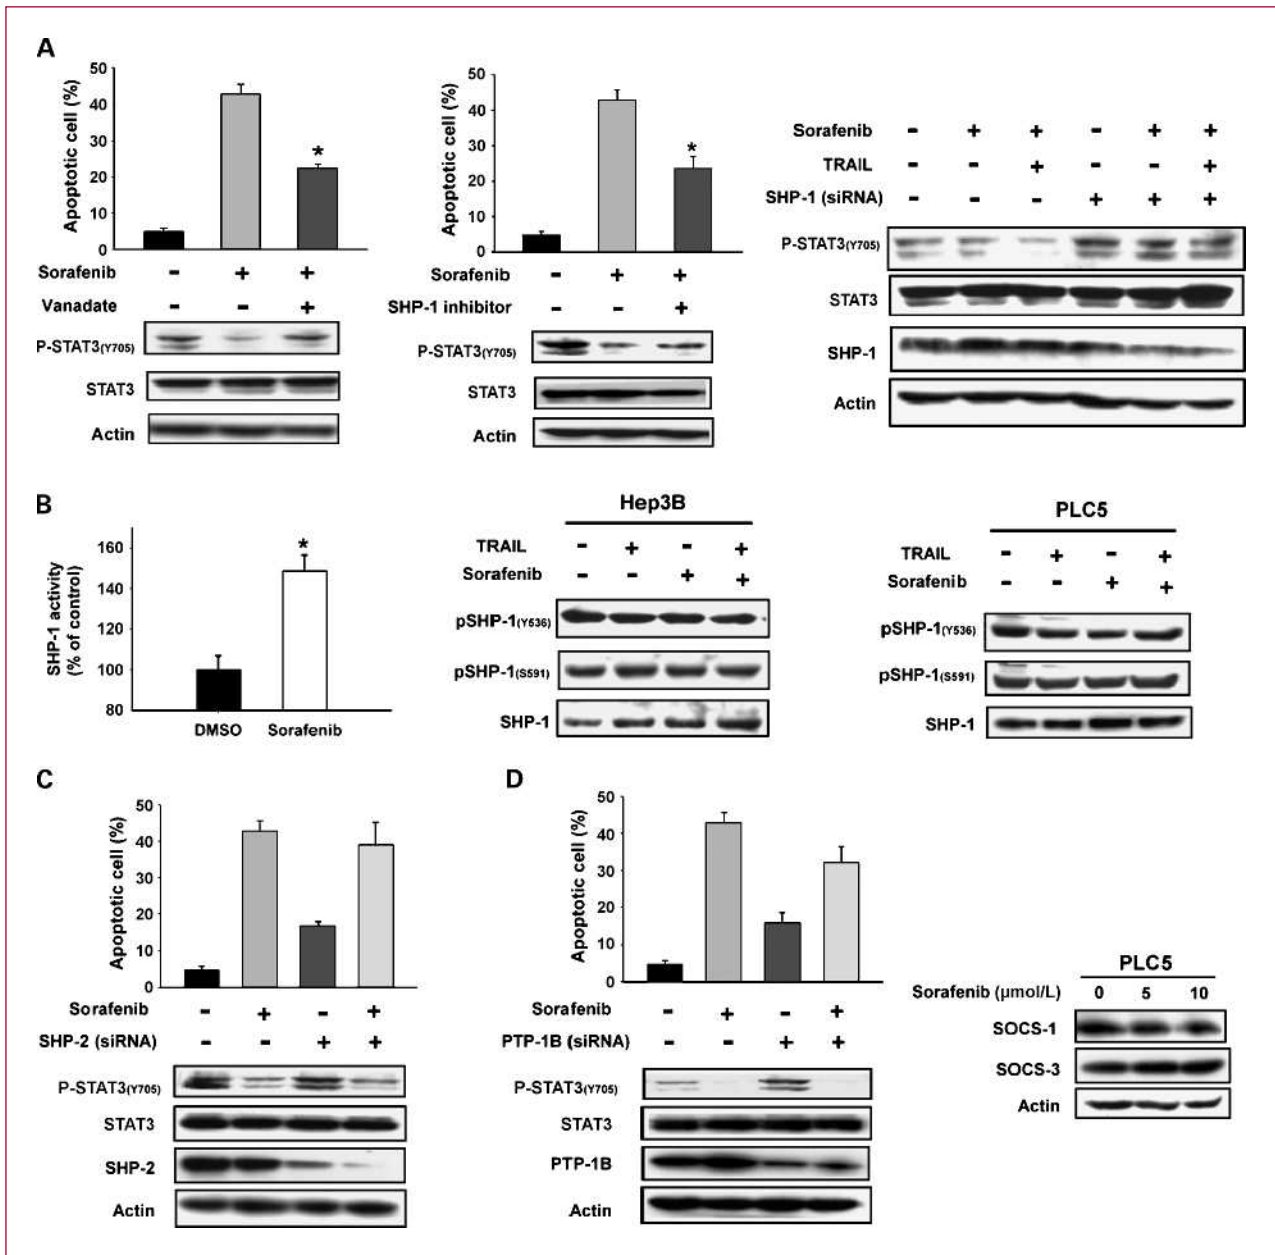 A
Apoptotic cell (%)
50
40
30
20
10
0
Sorafenib - + +
Vanadate - - +
P-STAT3(Y705)
STAT3
Actin
Apoptotic cell (%)
50
40
30
20
10
0
*
*
Sorafenib - + +
SHP-1 inhibitor - - +
P-STAT3(Y705)
STAT3
Actin
Sorafenib - + + - + +
TRAIL - - + - - +
SHP-1 (siRNA) - - - + + +
P-STAT3(Y705)
STAT3
SHP-1
Actin
B
SHP-1 activity
(% of control)
160
140
120
100
80
*
DMSO Sorafenib
Hep3B
TRAIL - + - +
Sorafenib - - + +
pSHP-1(Y536)
pSHP-1(S591)
SHP-1
PLC5
TRAIL - + - +
Sorafenib - - + +
pSHP-1(Y536)
pSHP-1(S591)
SHP-1
C
Apoptotic cell (%)
50
40
30
20
10
0
Sorafenib - + - +
SHP-2 (siRNA) - - + +
P-STAT3(Y705)
STAT3
SHP-2
Actin
D
Apoptotic cell (%)
50
40
30
20
10
0
Sorafenib - + - +
PTP-1B (siRNA) - - + +
P-STAT3(Y705)
STAT3
PTP-1B
Actin
PLC5
Sorafenib (µmol/L) 0 5 10
SOCS-1
SOCS-3
Actin